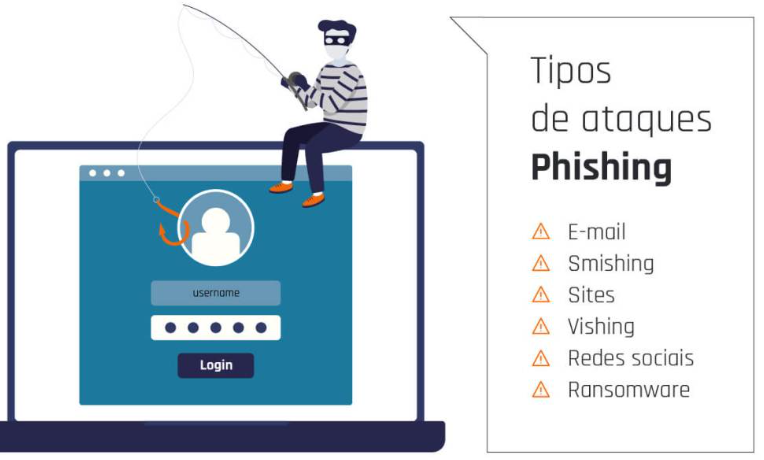 username
Login
Tipos
de ataques
Phishing
E-mail
Smishing
Sites
Vishing
Redes sociais
Ransomware